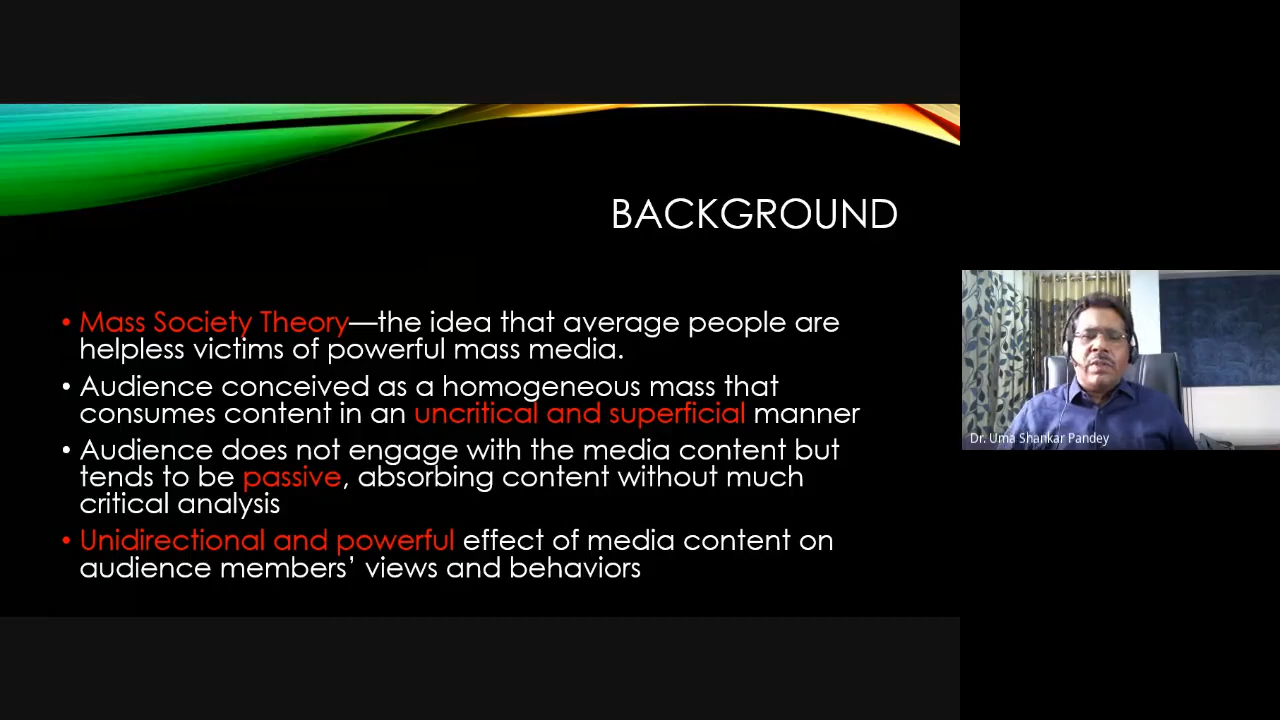 BACKGROUND
• Mass Society Theory—the idea that average people are
helpless victims of powerful mass media.
• Audience conceived as a homogeneous mass that
consumes content in an uncritical and superficial manner
• Audience does not engage with the media content but
tends to be passive, absorbing content without much
critical analysis
• Unidirectional and powerful effect of media content on
audience members’ views and behaviors
Dr. Uma Shankar Pandey